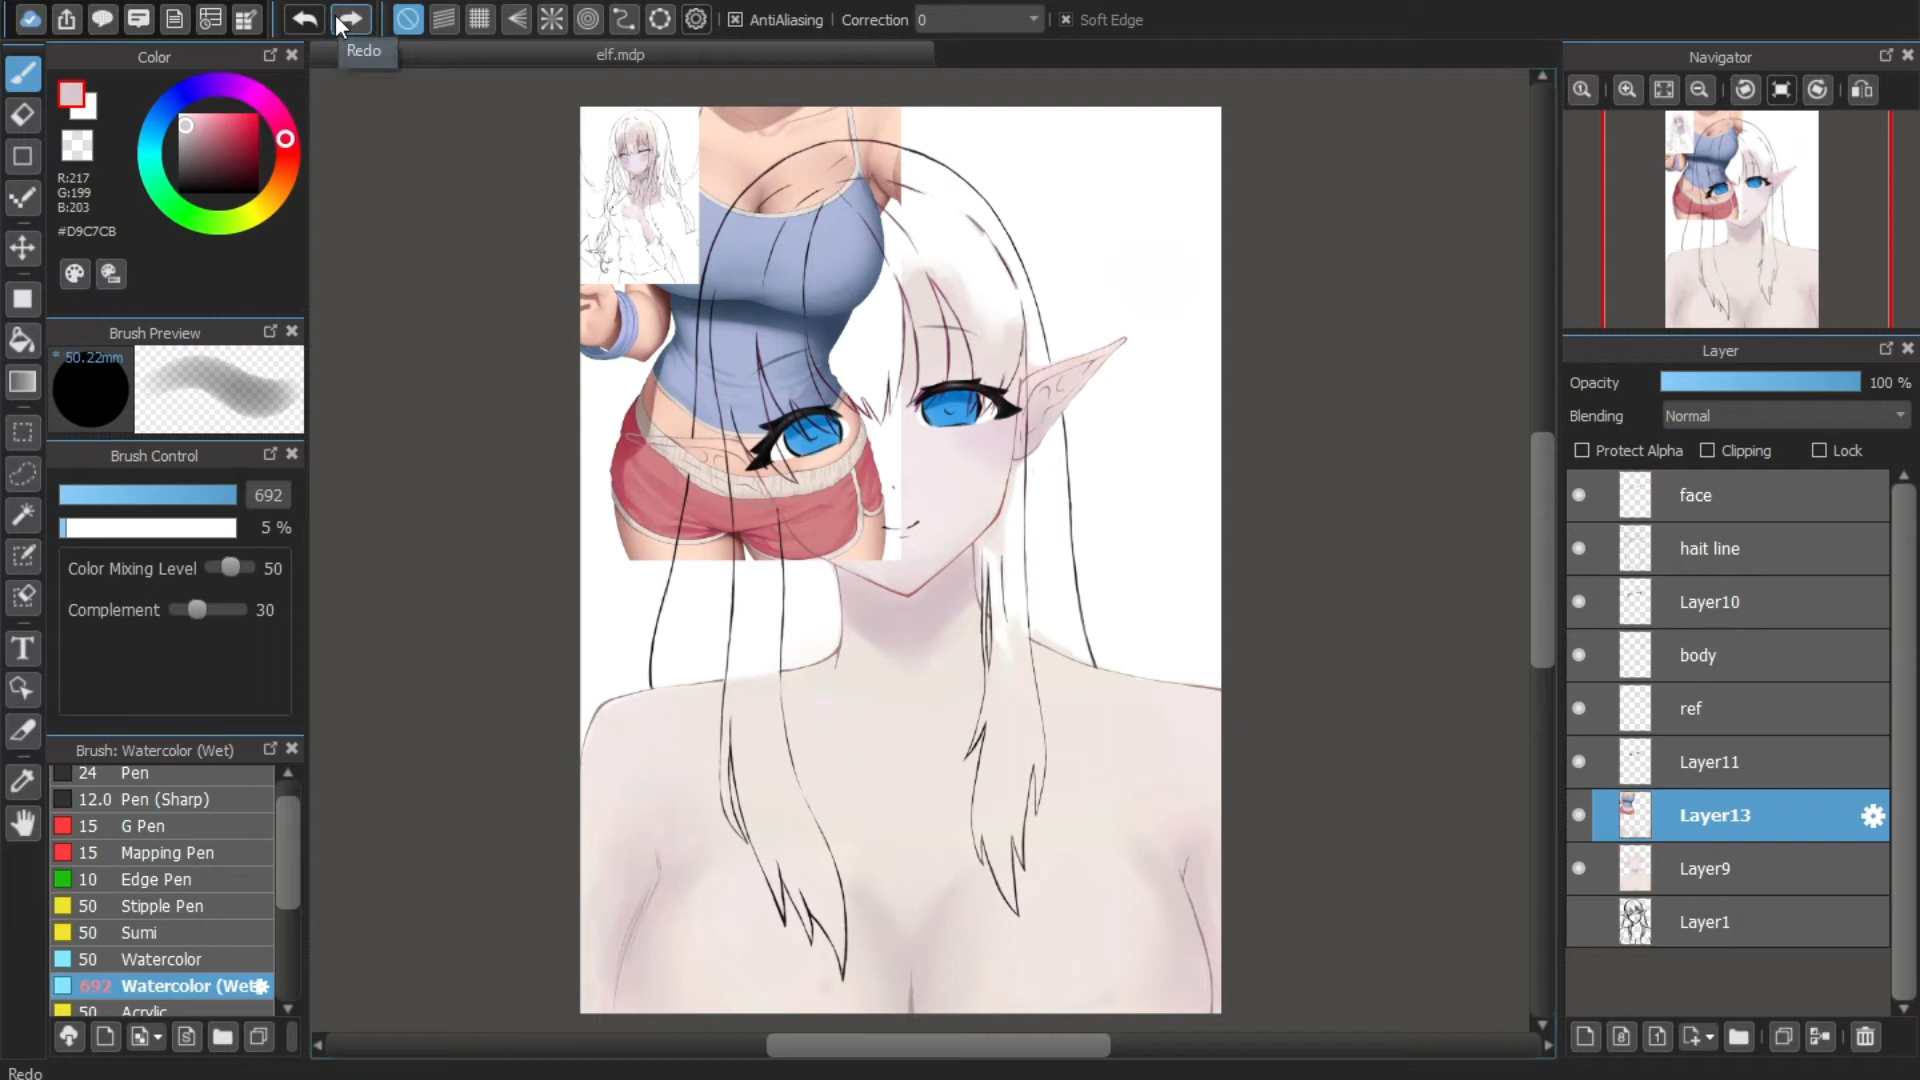 AntiAliasing
Correction
0
Soft Edge
Redo
elf.mdp
Color
R:217
G:199
B:203
#D9C7CB
Brush Preview
* 50.22mm
Brush Control
692
5 %
Color Mixing Level
50
Complement
30
Brush: Watercolor (Wet)
24 Pen
12.0 Pen (Sharp)
15 G Pen
15 Mapping Pen
10 Edge Pen
50 Stipple Pen
50 Sumi
50 Watercolor
692 Watercolor (Wet
50 Acrylic
Navigator
Layer
Opacity
100 %
Blending
Normal
Protect Alpha
Clipping
Lock
face
hait line
Layer10
body
ref
Layer11
Layer13
Layer9
Layer1
Redo